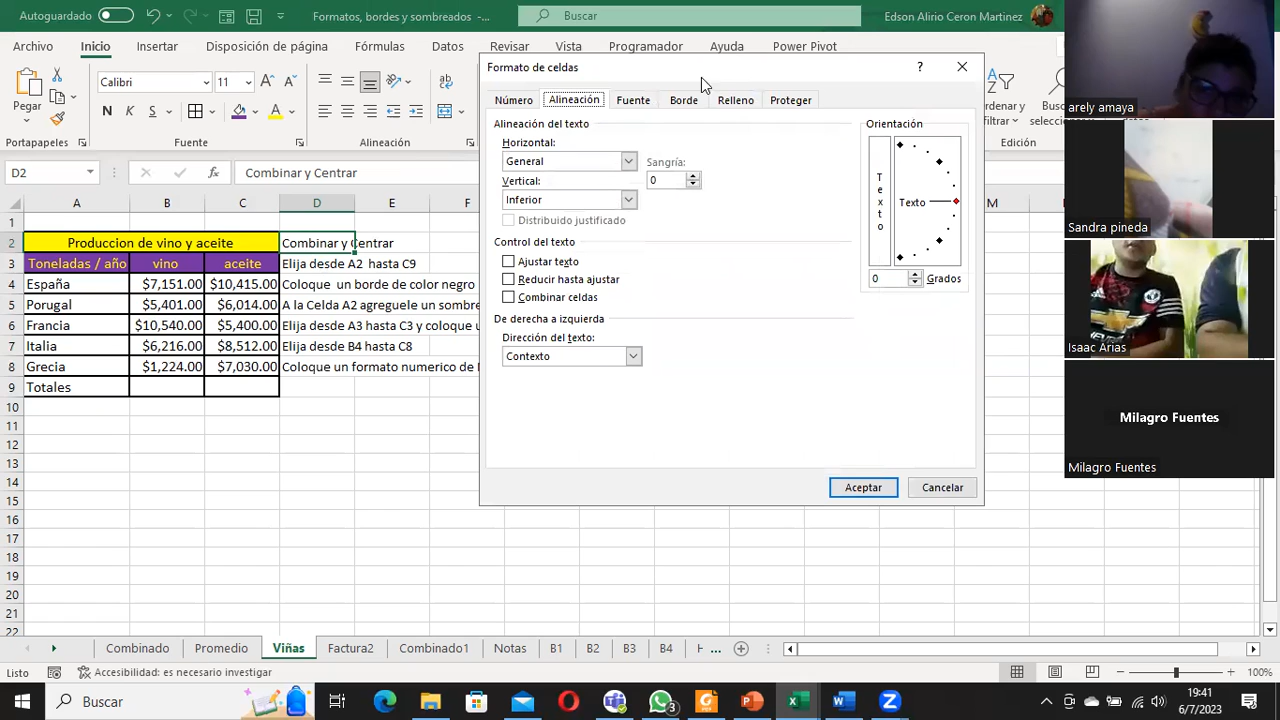 Autoguardado
Formatos, bordes y sombreados
Buscar
Edson Alirio Ceron Martinez
Archivo Inicio Insertar Disposición de página Fórmulas Datos Revisar Vista Programador Ayuda Power Pivot
Pegar
Calibri 11
N K S
Portapapeles Fuente Alineación Edición
D2 fx Combinar y Centrar
A B C D E F M
1
2 Produccion de vino y aceite Combinar y Centrar
3 Toneladas / año vino aceite Elija desde A2 hasta C9
4 España $7,151.00 $10,415.00 Coloque un borde de color negro
5 Porugal $5,401.00 $6,014.00 A la Celda A2 agreguele un sombre
6 Francia $10,540.00 $5,400.00 Elija desde A3 hasta C3 y coloque
7 Italia $6,216.00 $8,512.00 Elija desde B4 hasta C8
8 Grecia $1,224.00 $7,030.00 Coloque un formato numerico de
9 Totales
10
11
12
13
14
15
16
17
18
19
20
21
22
Formato de celdas
?
Número Alineación Fuente Borde Relleno Proteger
Alineación del texto
Horizontal:
General
Sangría:
Vertical:
0
Inferior
Distribuido justificado
Control del texto
Ajustar texto
Reducir hasta ajustar
Combinar celdas
De derecha a izquierda
Dirección del texto:
Contexto
Orientación
Texto
Texto
0 Grados
Aceptar Cancelar
arely amaya
Sandra pineda
Isaac Arias
Milagro Fuentes
Milagro Fuentes
Combinado Promedio Viñas Factura2 Combinado1 Notas B1 B2 B3 B4 ...
Listo Accesibilidad: es necesario investigar 100%
Buscar
3
19:41
6/7/2023